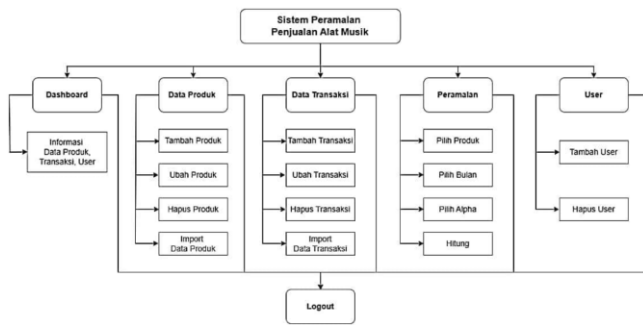 Sistem Peramalan
Penjualan Alat Musik
Dashboard
Data Produk
Data Transaksi
Peramalan
User
Informasi
Data Produk,
Transaksi, User
Tambah Produk
Ubah Produk
Hapus Produk
Import
Data Produk
Tambah Transaksi
Ubah Transaksi
Hapus Transaksi
Import
Data Transaksi
Pilih Produk
Pilih Bulan
Pilih Alpha
Hitung
Tambah User
Hapus User
Logout